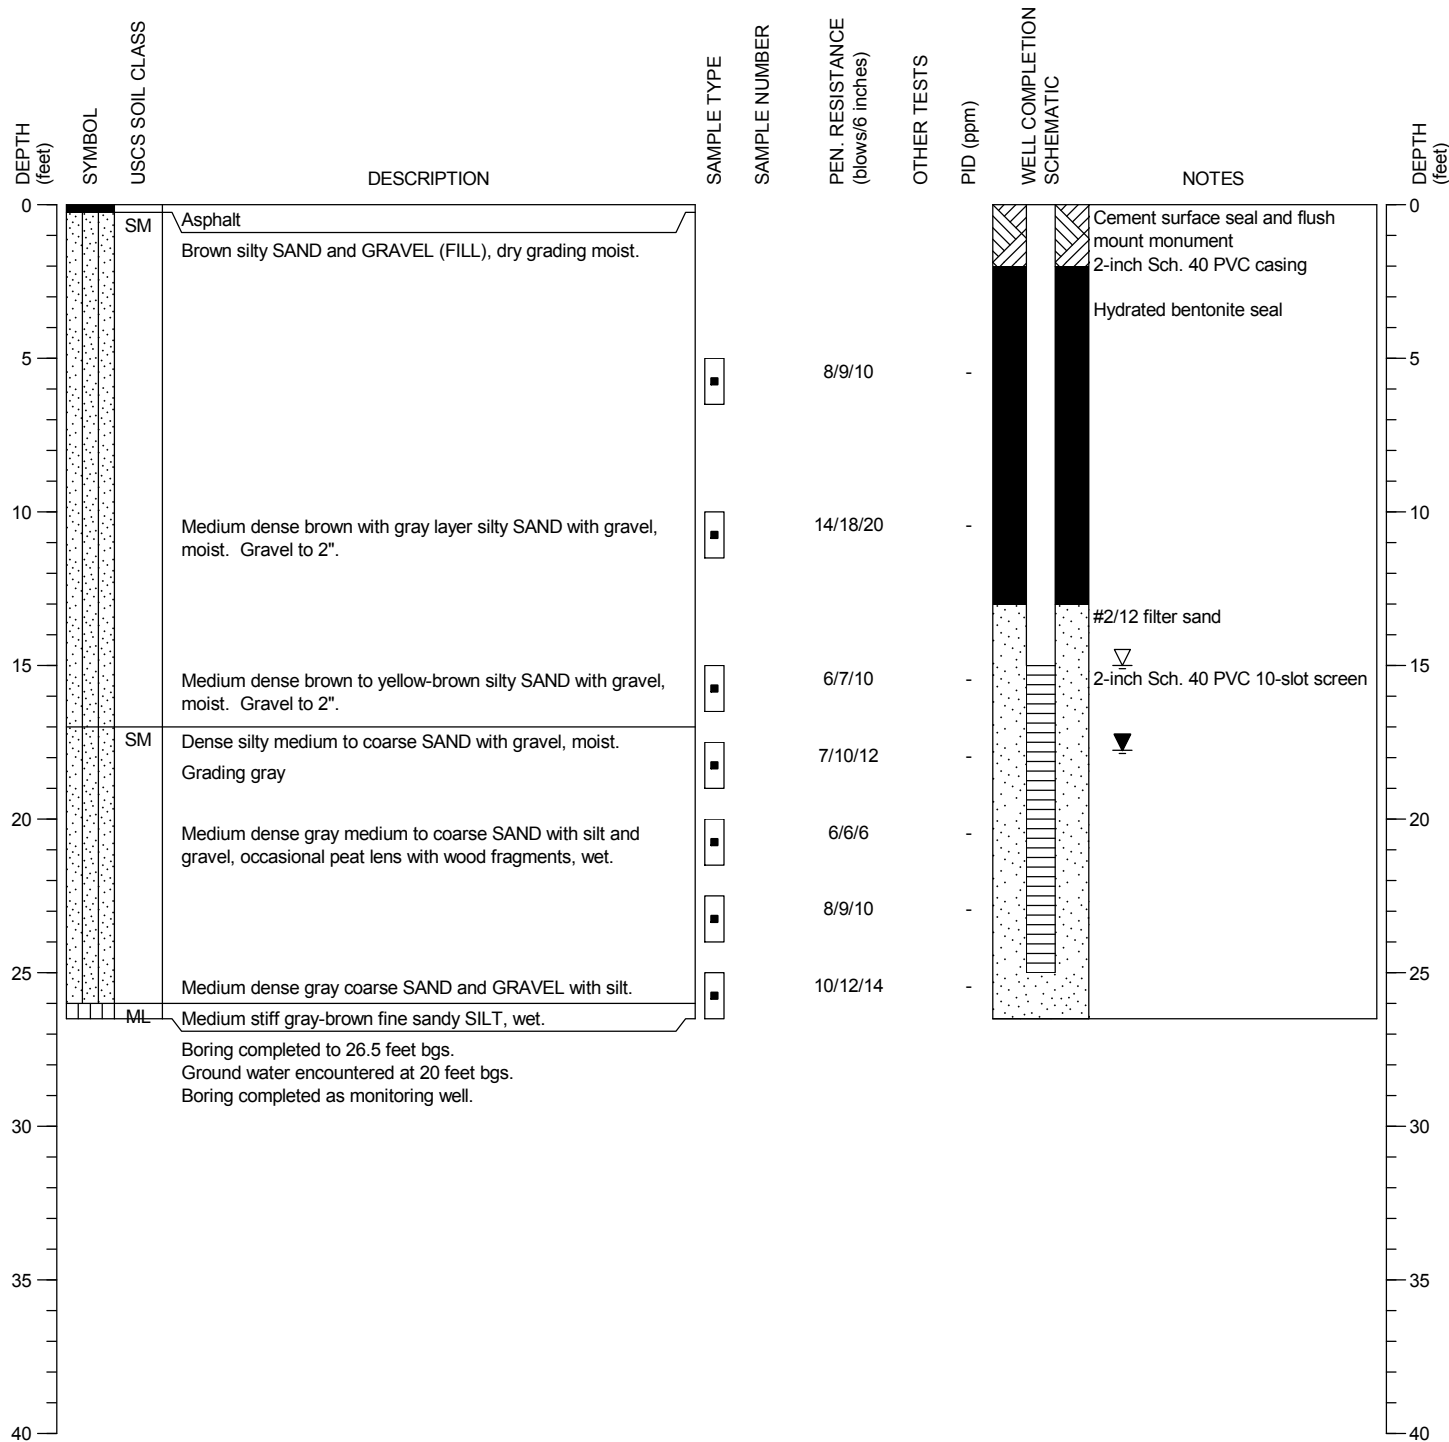 DEPTH
(feet)
SYMBOL
USCS SOIL CLASS
DESCRIPTION
SAMPLE TYPE
SAMPLE NUMBER
PEN. RESISTANCE
(blows/6 inches)
OTHER TESTS
PID (ppm)
WELL COMPLETION
SCHEMATIC
NOTES
DEPTH
(feet)
0
SM
Asphalt
Cement surface seal and flush
0
Brown silty SAND and GRAVEL (FILL), dry grading moist.
mount monument
2-inch Sch. 40 PVC casing
Hydrated bentonite seal
5
8/9/10
-
5
10
Medium dense brown with gray layer silty SAND with gravel,
moist. Gravel to 2".
14/18/20
-
10
#2/12 filter sand
15
Medium dense brown to yellow-brown silty SAND with gravel,
moist. Gravel to 2".
6/7/10
-
2-inch Sch. 40 PVC 10-slot screen
15
SM
Dense silty medium to coarse SAND with gravel, moist.
Grading gray
7/10/12
-
20
Medium dense gray medium to coarse SAND with silt and
gravel, occasional peat lens with wood fragments, wet.
6/6/6
-
20
8/9/10
-
25
Medium dense gray coarse SAND and GRAVEL with silt.
10/12/14
-
25
ML
Medium stiff gray-brown fine sandy SILT, wet.
Boring completed to 26.5 feet bgs.
Ground water encountered at 20 feet bgs.
Boring completed as monitoring well.
30
30
35
35
40
40